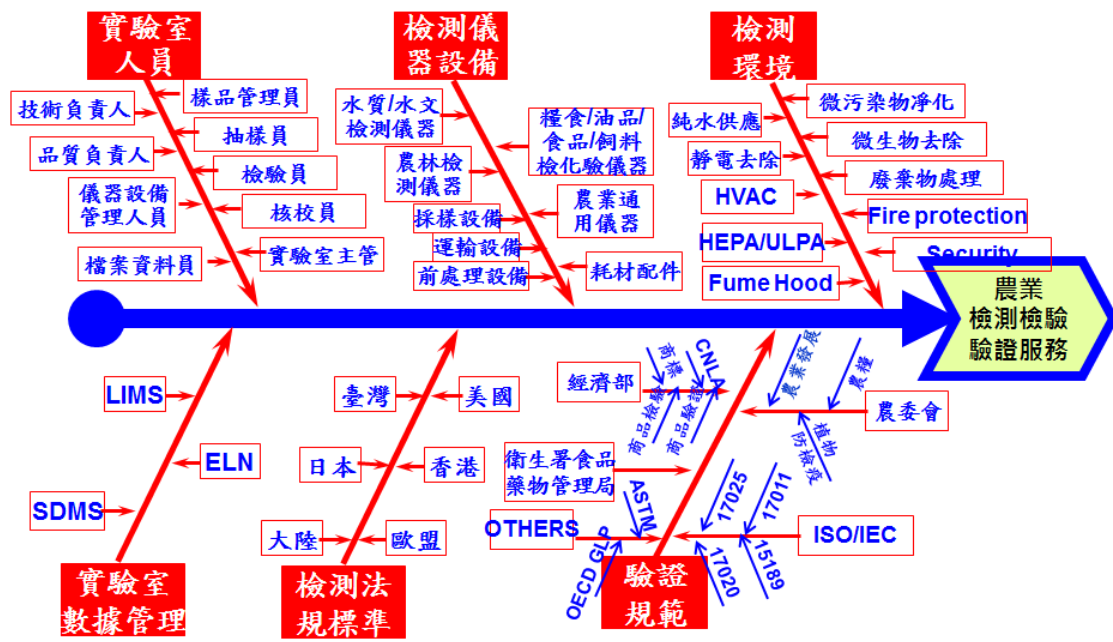 實驗室
人員
檢測儀
器設備
檢測
環境
樣品管理員
技術負責人
抽樣員
品質負責人
檢驗員
儀器設備
管理人員
核校員
實驗室主管
檔案資料員
水質/水文
檢測儀器
糧食/油品/
食品/飼料
檢化驗儀器
農林檢
測儀器
農業通
用儀器
採樣設備
運輸設備
前處理設備
耗材配件
微污染物凈化
純水供應
微生物去除
靜電去除
廢棄物處理
HVAC
Fire protection
HEPA/ULPA
Security
Fume Hood
農業
檢測檢驗
驗證服務
LIMS
ELN
SDMS
臺灣
美國
日本
香港
大陸
歐盟
經濟部
商標
CNLA
商品檢驗
商品驗證
農業發展
農糧
農委會
植物
防檢疫
衛生署食品
藥物管理局
OTHERS
ASTM
OECD GLP
17025
17011
ISO/IEC
17020
15189
實驗室
數據管理
檢測法
規標準
驗證
規範